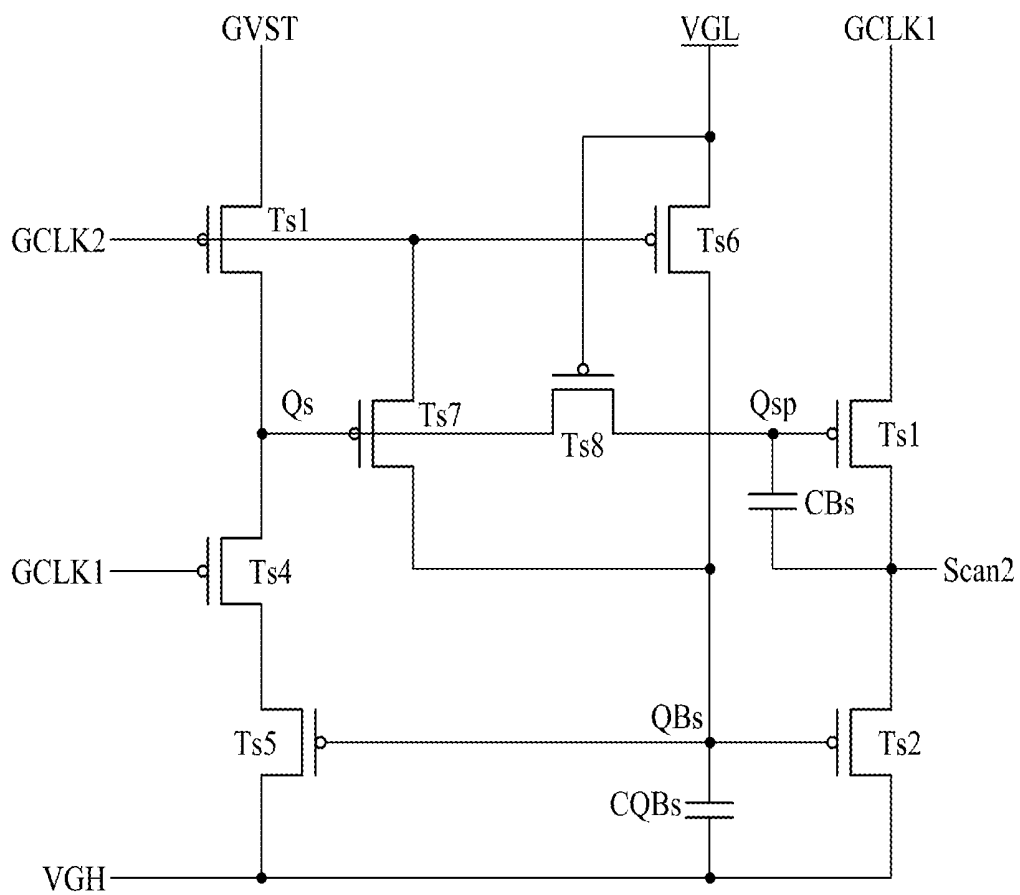 GVST
VGL
GCLK1
Ts1
GCLK2
Ts6
Qs
Ts7
Ts8
Qsp
Ts1
CBs
GCLK1
Ts4
Scan2
Ts5
QBs
Ts2
CQBs
VGH